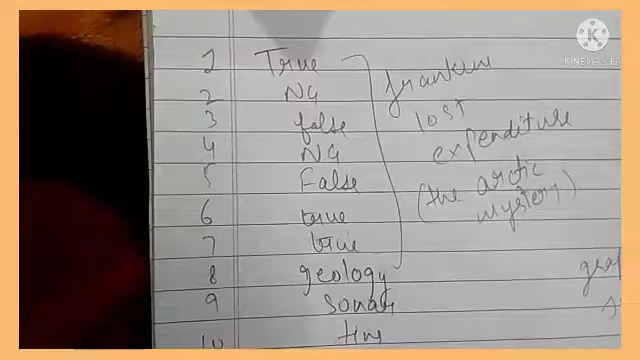 1 True
2 NG
3 false
4 NG
5 False
6 true
7 true
8 geology
9 sonar
10
franklin
lost
expenditure
(the arctic
mystery)
KINEMASTER